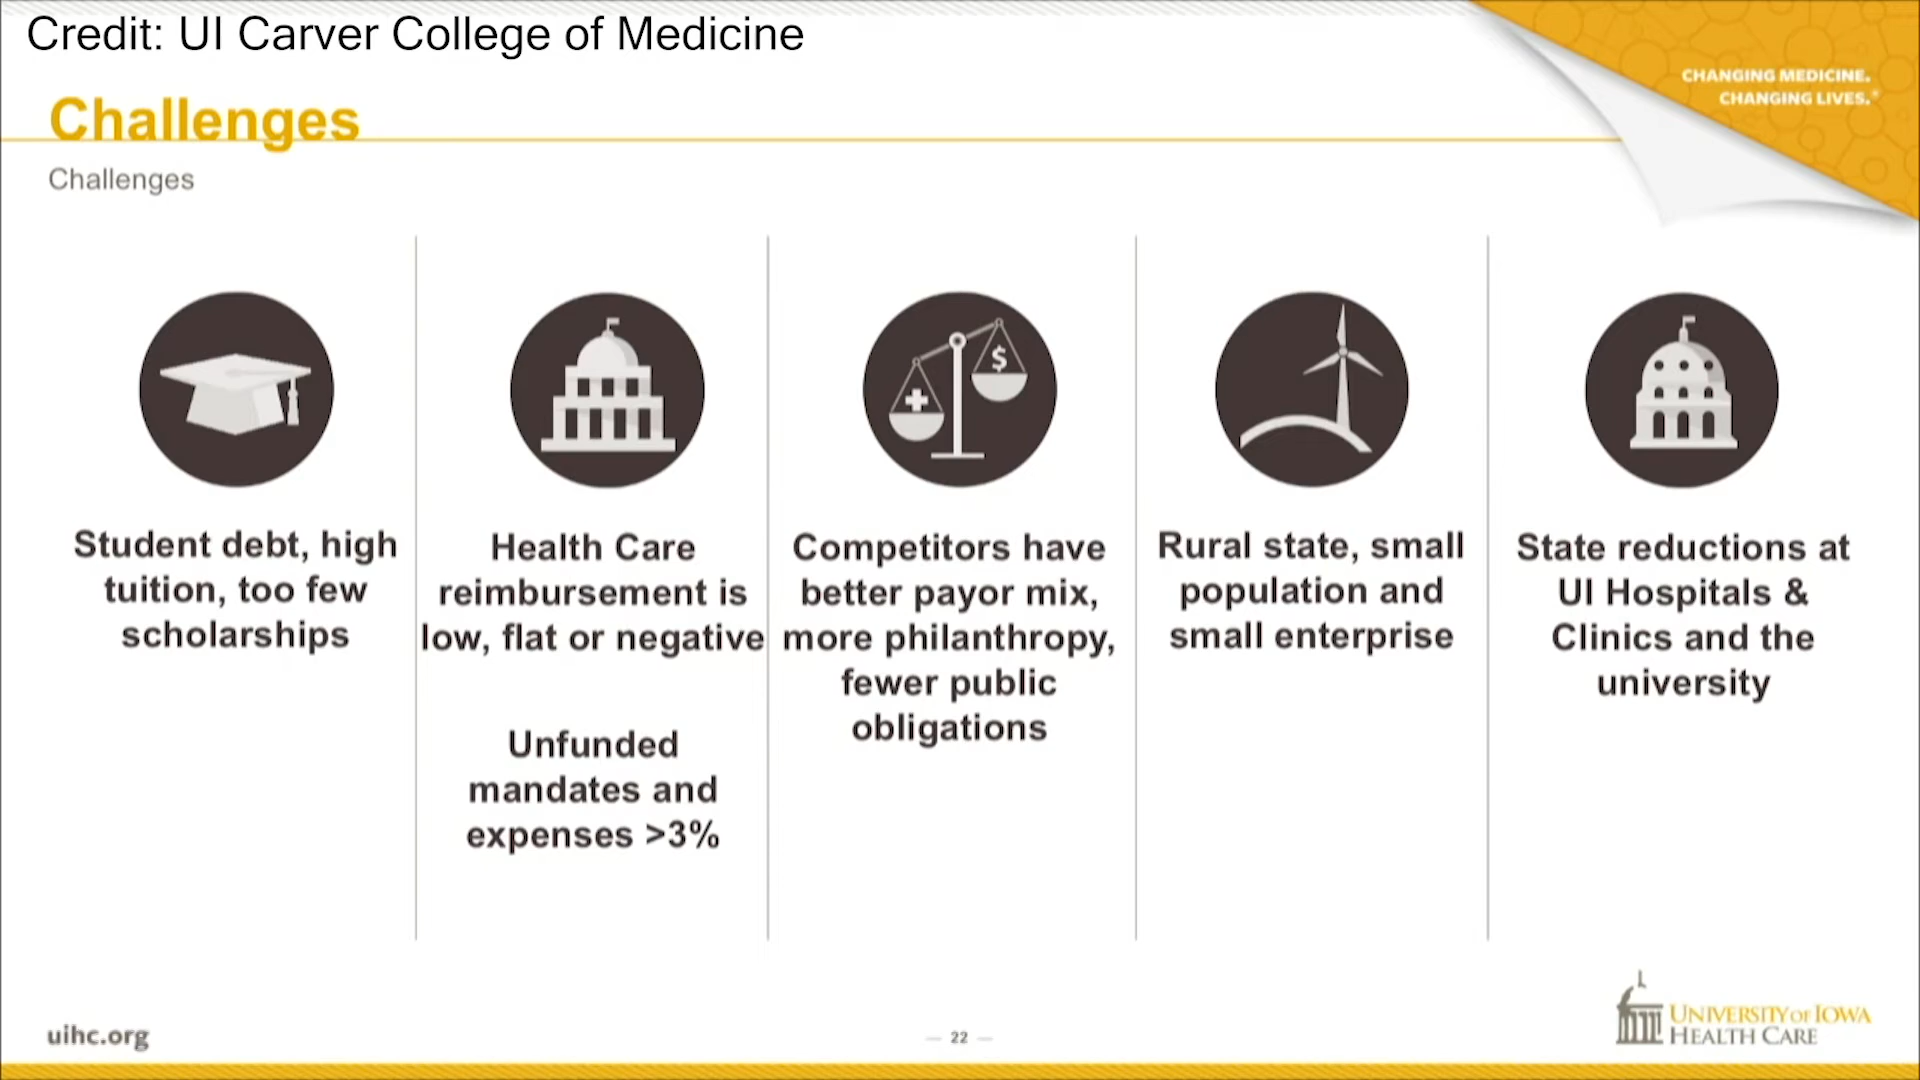 Credit: UI Carver College of Medicine
CHANGING MEDICINE.
CHANGING LIVES.®
Challenges
Challenges
$
Student debt, high
tuition, too few
scholarships
Health Care
reimbursement is
low, flat or negative
Unfunded
mandates and
expenses >3%
Competitors have
better payor mix,
more philanthropy,
fewer public
obligations
Rural state, small
population and
small enterprise
State reductions at
UI Hospitals &
Clinics and the
university
uihc.org
— 22 —
UNIVERSITY OF IOWA
HEALTH CARE